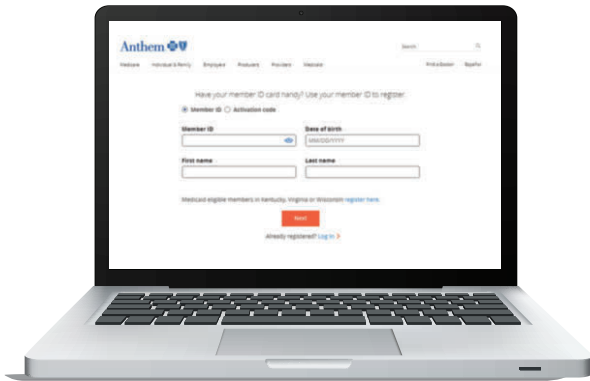 Anthem
Search
Medicare Individual & Family Employers Producers Providers Medicaid Find a Doctor Español
Have your member ID card handy? Use your member ID to register.
Member ID Activation code
Member ID Date of birth
MM/DD/YYYY
First name Last name
Medicaid eligible members in Kentucky, Virginia or Wisconsin register here.
Next
Already registered? Log in >